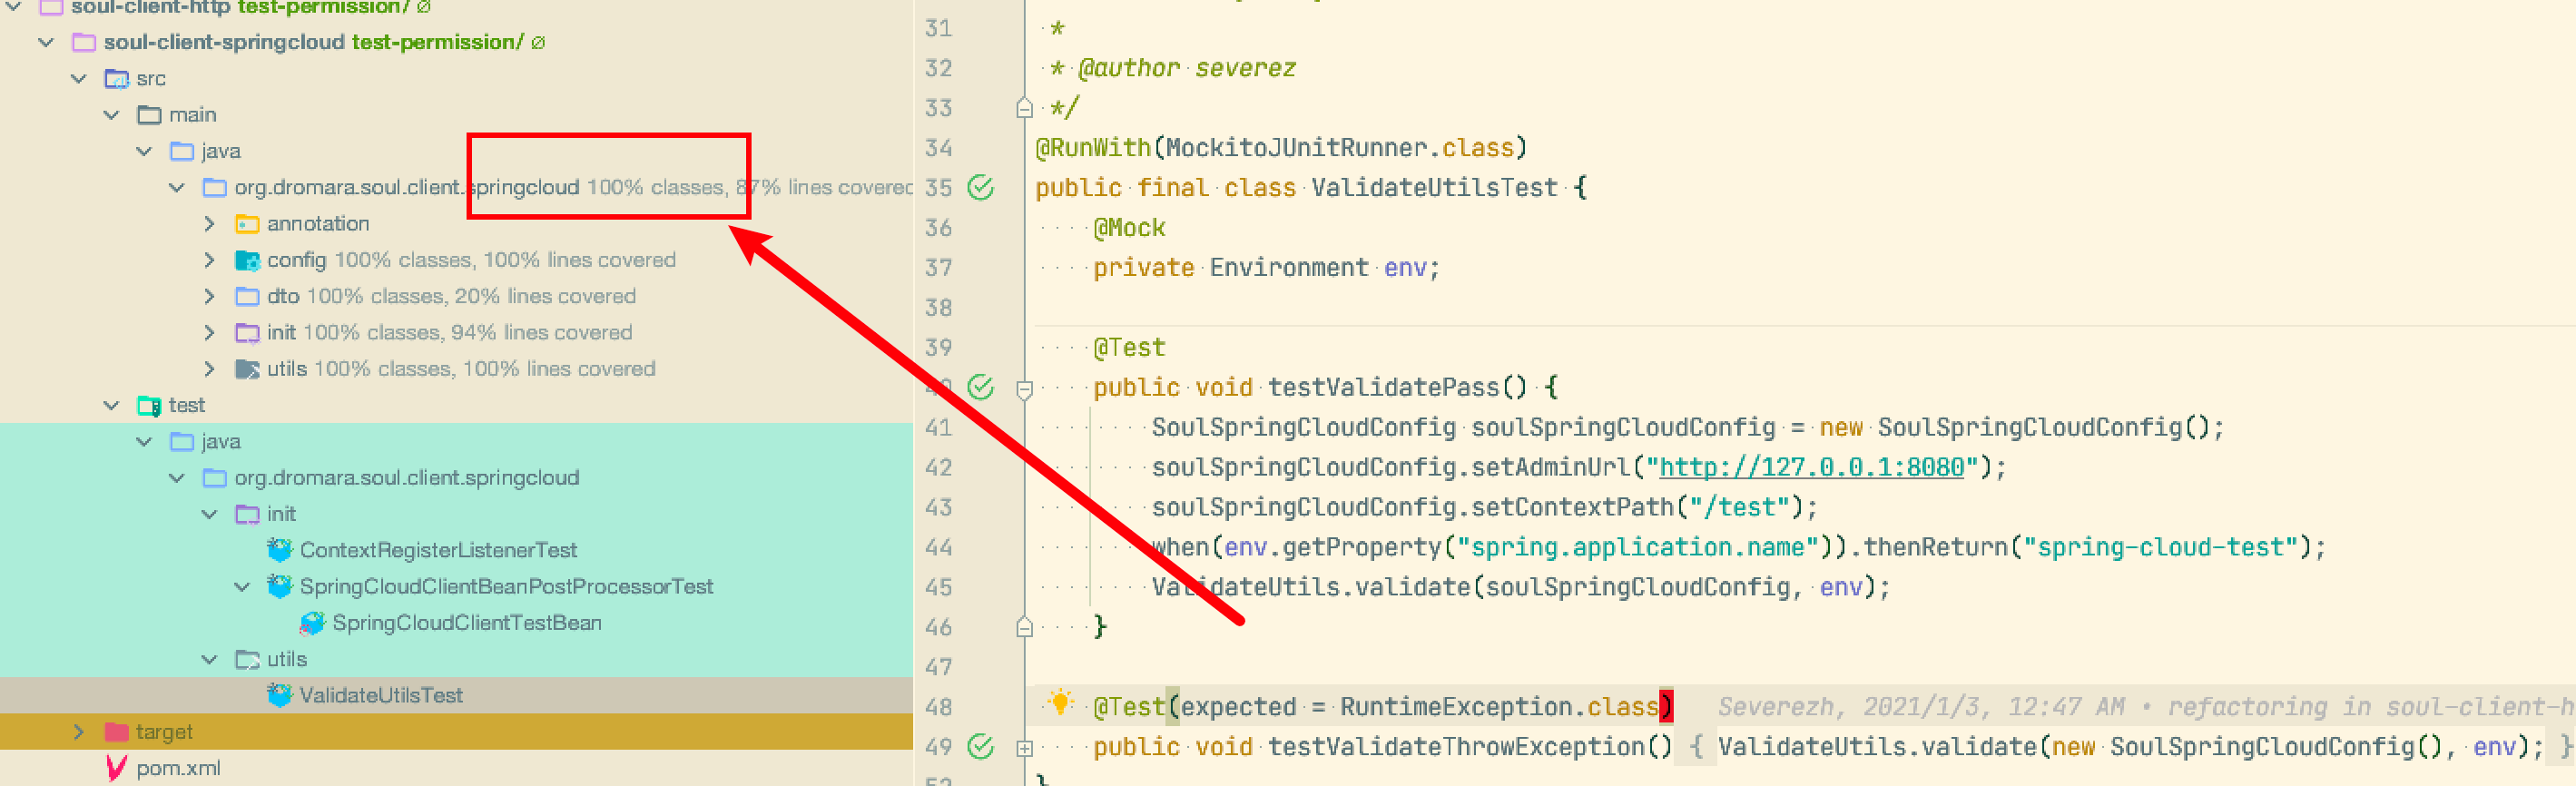 soul-client-http test-permission/ ∅
soul-client-springcloud test-permission/ ∅
src
main
java
org.dromara.soul.client.springcloud 100% classes, 87% lines covered
annotation
config 100% classes, 100% lines covered
dto 100% classes, 20% lines covered
init 100% classes, 94% lines covered
utils 100% classes, 100% lines covered
test
java
org.dromara.soul.client.springcloud
init
ContextRegisterListenerTest
SpringCloudClientBeanPostProcessorTest
SpringCloudClientTestBean
utils
ValidateUtilsTest
target
pom.xml
31 *
32 * @author severez
33 */
34 @RunWith(MockitoJUnitRunner.class)
35 public final class ValidateUtilsTest {
36 @Mock
37 private Environment env;
38
39 @Test
40 public void testValidatePass() {
41 SoulSpringCloudConfig soulSpringCloudConfig = new SoulSpringCloudConfig();
42 soulSpringCloudConfig.setAdminUrl("http://127.0.0.1:8080");
43 soulSpringCloudConfig.setContextPath("/test");
44 when(env.getProperty("spring.application.name")).thenReturn("spring-cloud-test");
45 ValidateUtils.validate(soulSpringCloudConfig, env);
46 }
47
48 @Test(expected = RuntimeException.class) Severezh, 2021/1/3, 12:47 AM • refactoring in soul-client-h
49 public void testValidateThrowException() { ValidateUtils.validate(new SoulSpringCloudConfig(), env); }
52 }